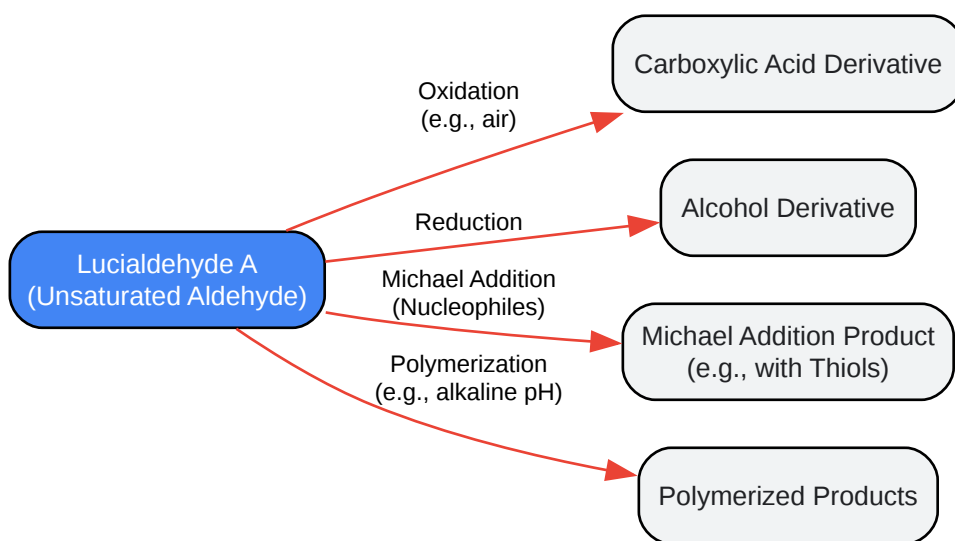 Carboxylic Acid Derivative
Oxidation
(e.g., air)
Alcohol Derivative
Reduction
Lucialdehyde A
(Unsaturated Aldehyde)
Michael Addition
(Nucleophiles)
Michael Addition Product
(e.g., with Thiols)
Polymerization
(e.g., alkaline pH)
Polymerized Products